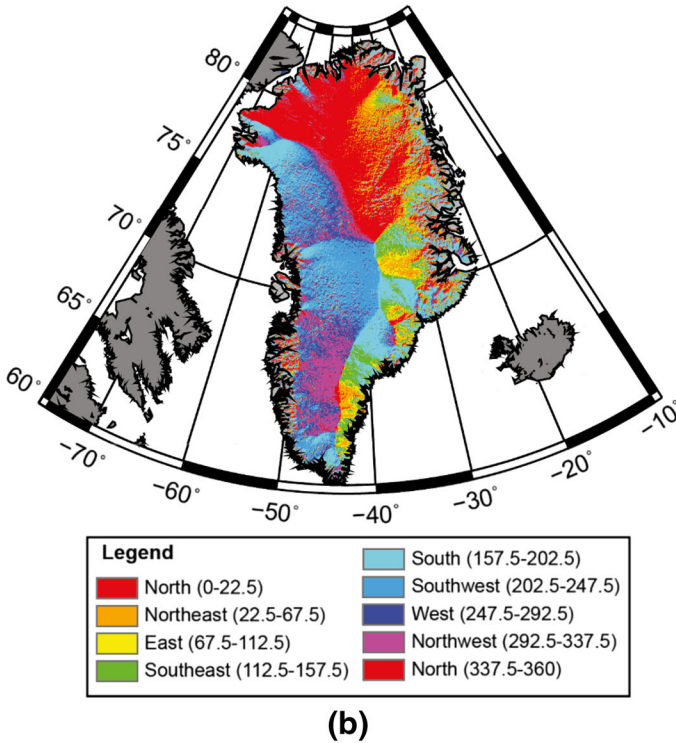 80°
75°
70°
65°
60°
−70°
−60°
−50°
−40°
−30°
−20°
−10°
Legend
North (0-22.5)
Northeast (22.5-67.5)
East (67.5-112.5)
Southeast (112.5-157.5)
South (157.5-202.5)
Southwest (202.5-247.5)
West (247.5-292.5)
Northwest (292.5-337.5)
North (337.5-360)
(b)